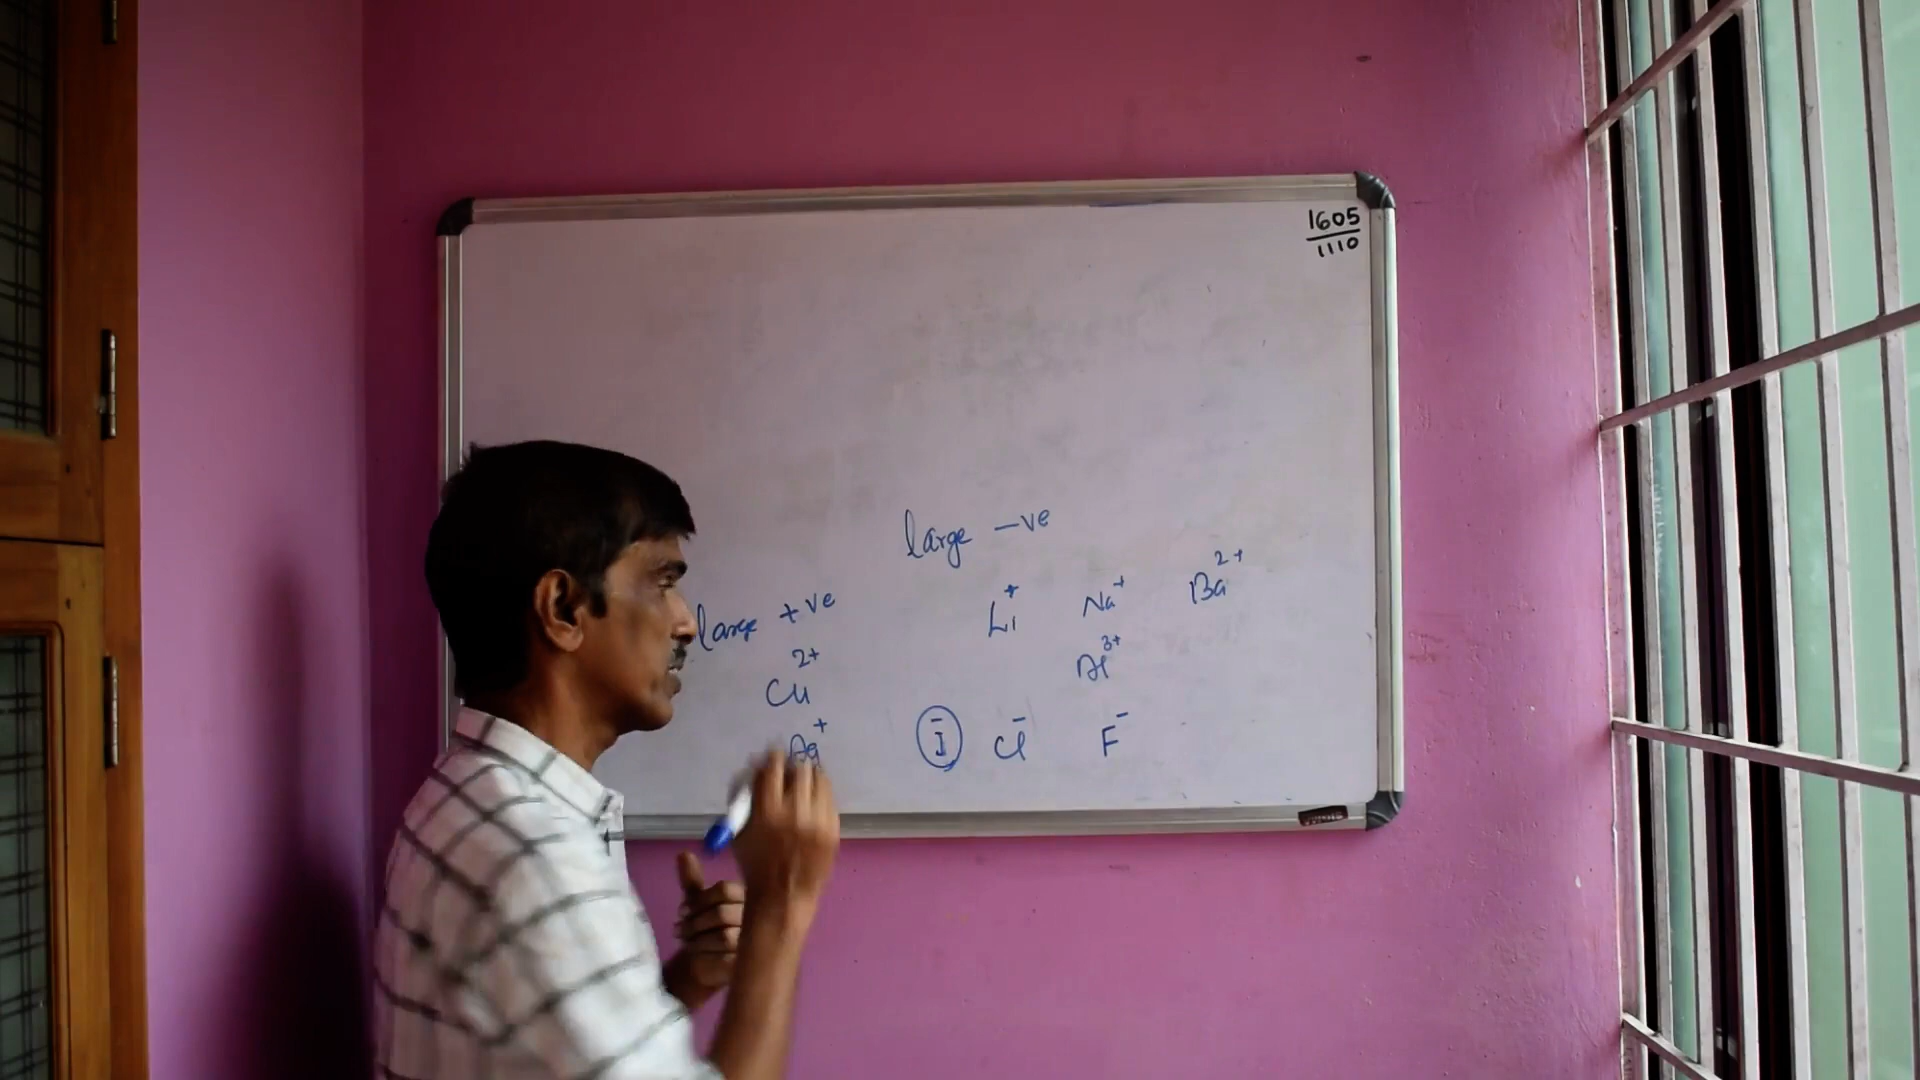 1605
1110
large -ve
large +ve
Li⁺ Na⁺ Ba²⁺
Cu²⁺
Al³⁺
Ag⁺
I⁻ Cl⁻ F⁻